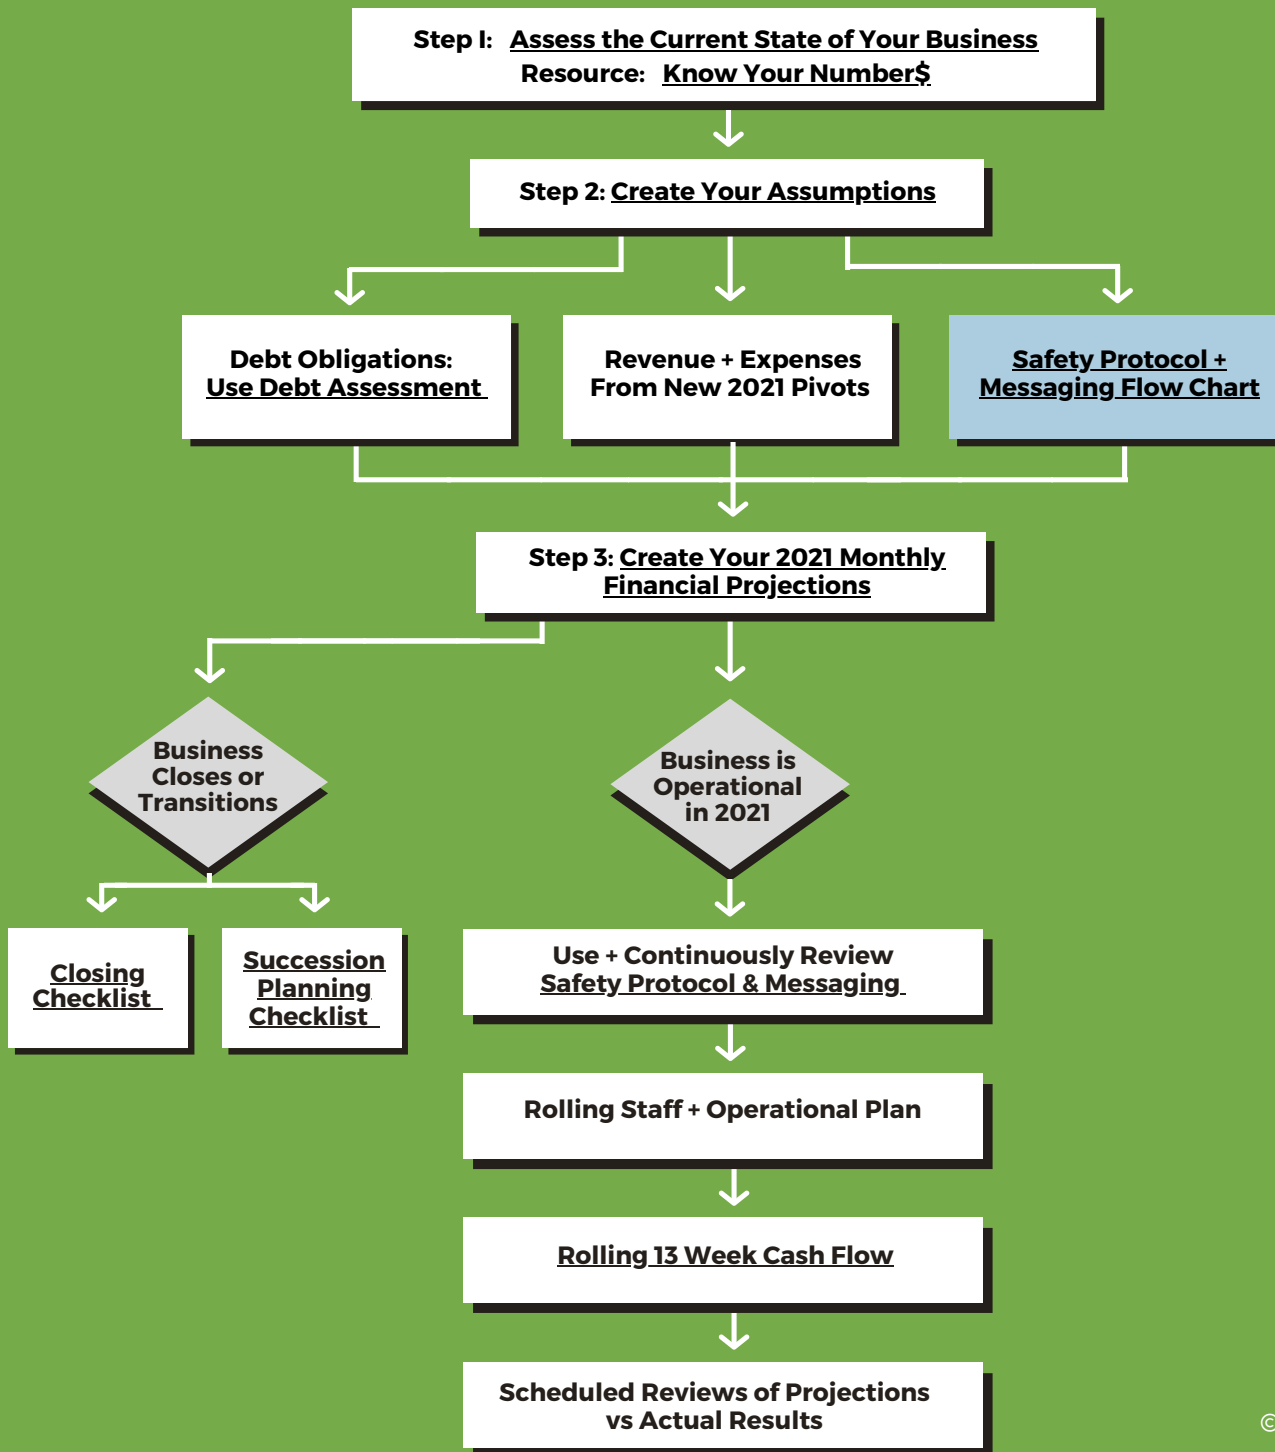 Step I: Assess the Current State of Your Business
Resource: Know Your Number$
Step 2: Create Your Assumptions
Debt Obligations:
Use Debt Assessment
Revenue + Expenses
From New 2021 Pivots
Safety Protocol +
Messaging Flow Chart
Step 3: Create Your 2021 Monthly
Financial Projections
Business
Closes or
Transitions
Business is
Operational
in 2021
Closing
Checklist
Succession
Planning
Checklist
Use + Continuously Review
Safety Protocol & Messaging
Rolling Staff + Operational Plan
Rolling 13 Week Cash Flow
Scheduled Reviews of Projections
vs Actual Results
©